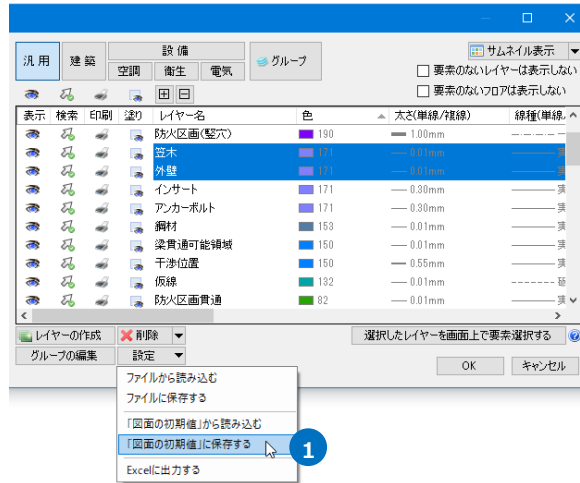 サムネイル表示
汎用 建築 設備 グループ
空調 衛生 電気
要素のないレイヤーは表示しない
要素のないフロアは表示しない
表示 検索 印刷 塗り レイヤー名 色 太さ(単線/複線) 線種(単線
防火区画(竪穴) 190 1.00mm
笠木 171 0.01mm 実
外壁 171 0.01mm 実
インサート 171 0.30mm 実
アンカーボルト 171 0.30mm 実
鋼材 153 0.01mm 実
梁貫通可能領域 150 0.01mm 実
干渉位置 150 0.55mm 実
仮線 132 0.01mm 破
防火区画貫通 82 0.01mm 実
レイヤーの作成 削除 選択したレイヤーを画面上で要素選択する
グループの編集 設定
OK キャンセル
ファイルから読み込む
ファイルに保存する
「図面の初期値」から読み込む
「図面の初期値」に保存する 1
Excelに出力する